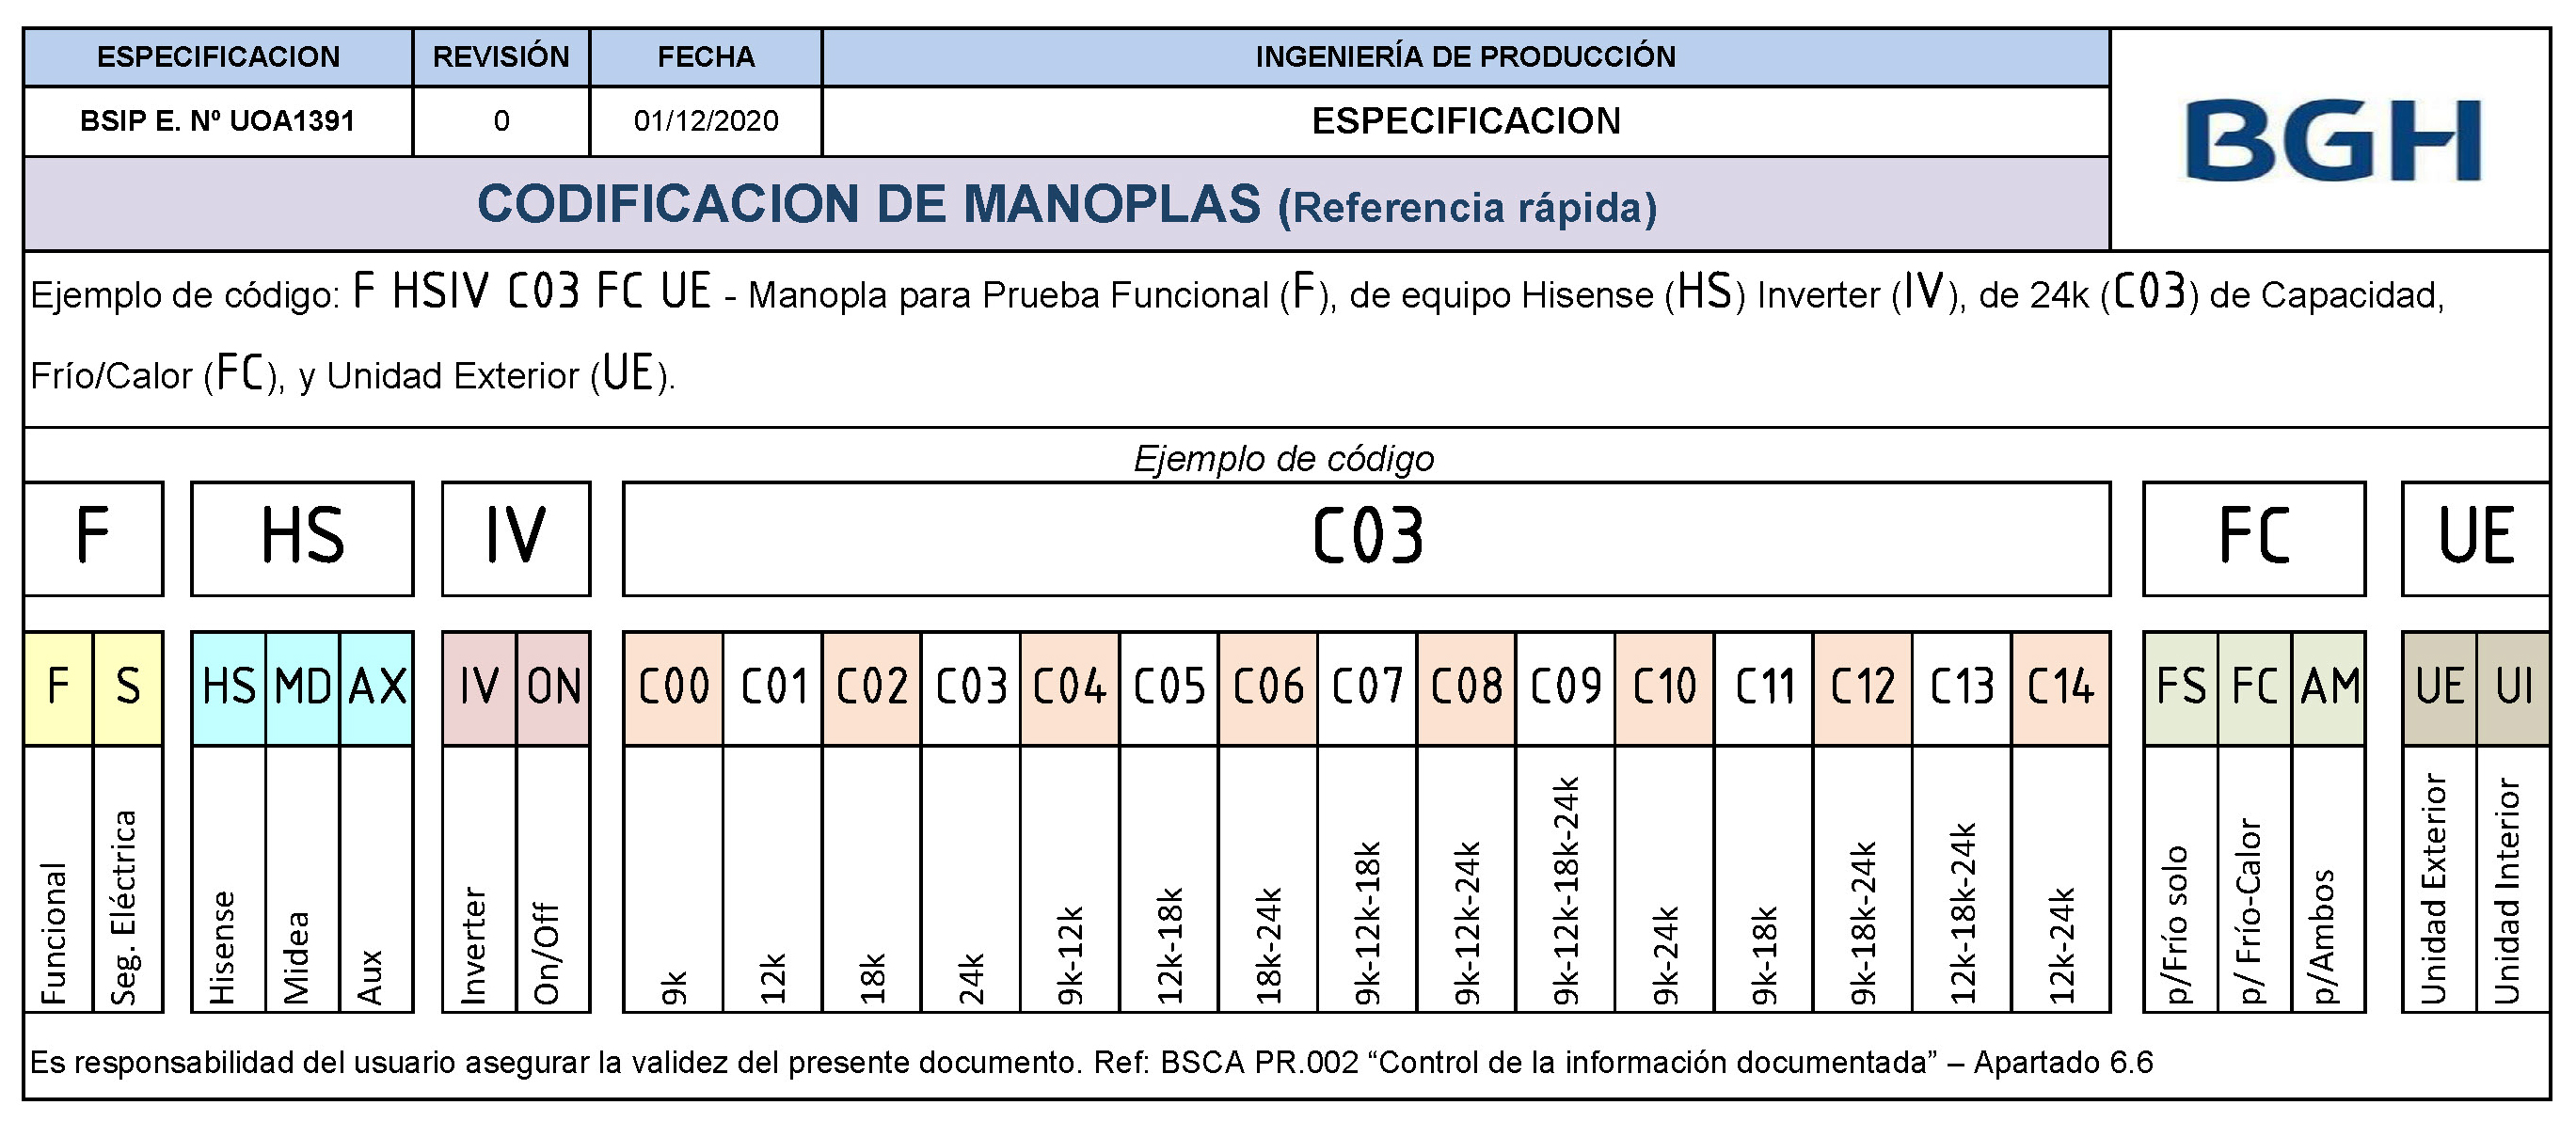 ESPECIFICACION REVISIÓN FECHA INGENIERÍA DE PRODUCCIÓN
BSIP E. Nº UOA1391 0 01/12/2020 ESPECIFICACION
BGH
CODIFICACION DE MANOPLAS (Referencia rápida)
Ejemplo de código: F HSIV C03 FC UE - Manopla para Prueba Funcional (F), de equipo Hisense (HS) Inverter (IV), de 24k (C03) de Capacidad,
Frío/Calor (FC), y Unidad Exterior (UE).
Ejemplo de código
F HS IV C03 FC UE
F S HS MD AX IV ON C00 C01 C02 C03 C04 C05 C06 C07 C08 C09 C10 C11 C12 C13 C14 FS FC AM UE UI
Funcional
Seg. Eléctrica
Hisense
Midea
Aux
Inverter
On/Off
9k
12k
18k
24k
9k-12k
12k-18k
18k-24k
9k-12k-18k
9k-12k-24k
9k-12k-18k-24k
9k-24k
9k-18k
9k-18k-24k
12k-18k-24k
12k-24k
p/Frío solo
p/ Frío-Calor
p/Ambos
Unidad Exterior
Unidad Interior
Es responsabilidad del usuario asegurar la validez del presente documento. Ref: BSCA PR.002 “Control de la información documentada” – Apartado 6.6